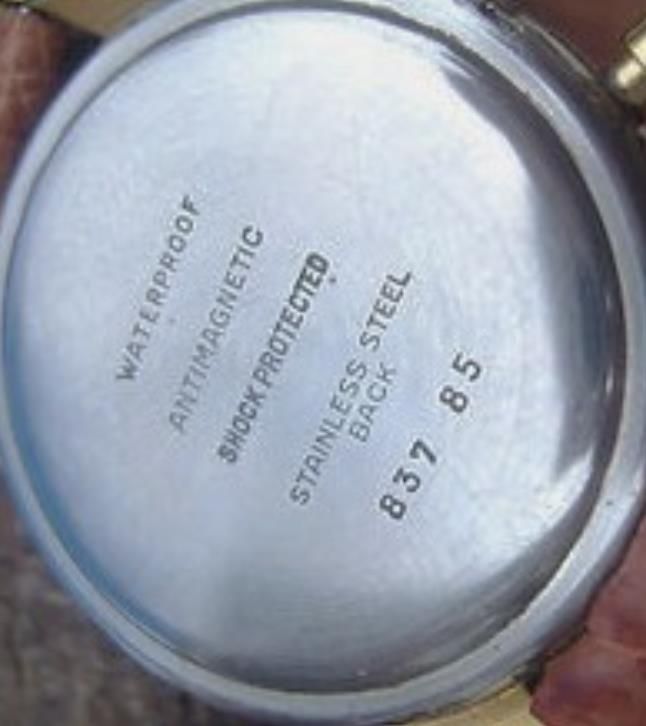 WATERPROOF
ANTIMAGNETIC
SHOCK PROTECTED
STAINLESS STEEL
BACK
837 85